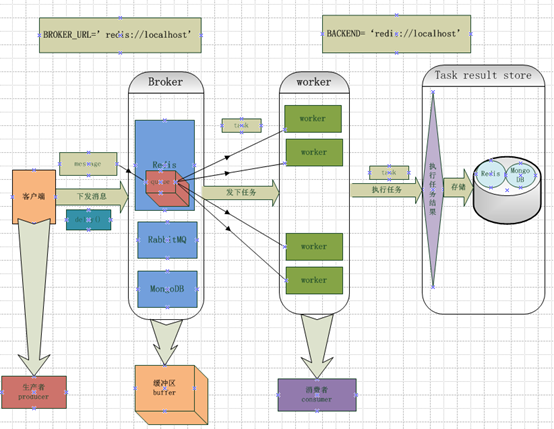 BROKER_URL=’redis://localhost’
BACKEND=‘redis://localhost’
Broker
worker
Task result store
task
worker
worker
message
Redis
客户端
下发消息
发下任务
task
执行任务
执行任务结果
存储
Redis
Mongo
DB
RabbitMQ
MongoDB
worker
worker
生产者
producer
缓冲区
buffer
消费者
consumer